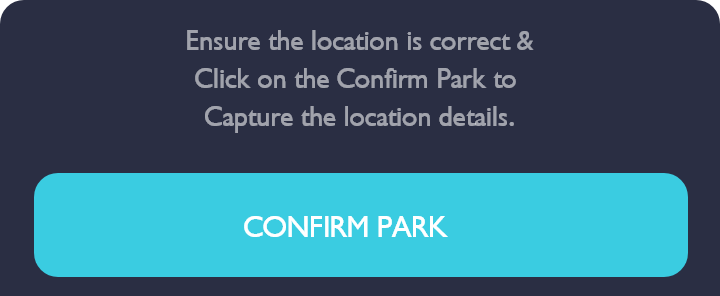 Ensure the location is correct &
Click on the Confirm Park to
Capture the location details.
CONFIRM PARK